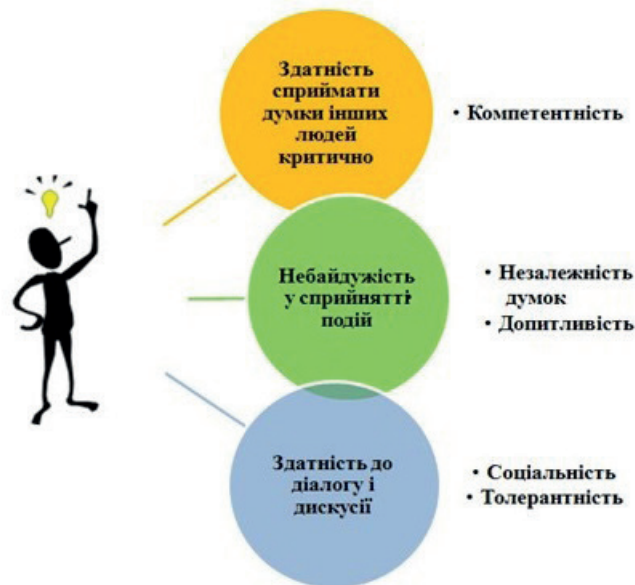 Здатність
сприймати
думки інших
людей
критично
• Компетентність
Небайдужість
у сприйнятті
подій
• Незалежність
думок
• Допитливість
Здатність до
діалогу і
дискусії
• Соціальність
• Толерантність